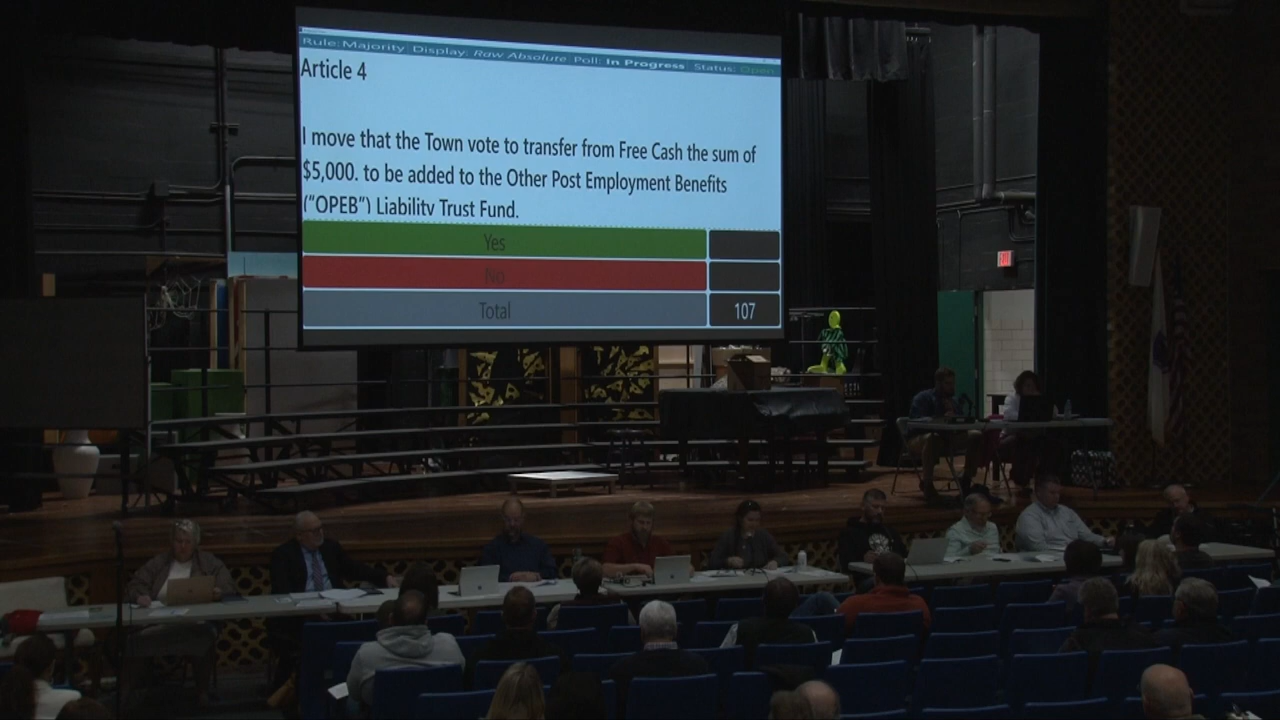 Rule: Majority Display: Raw Absolute Poll: In Progress Status: Open
Article 4
I move that the Town vote to transfer from Free Cash the sum of
$5,000. to be added to the Other Post Employment Benefits
("OPEB") Liability Trust Fund.
Yes
No
Total 107